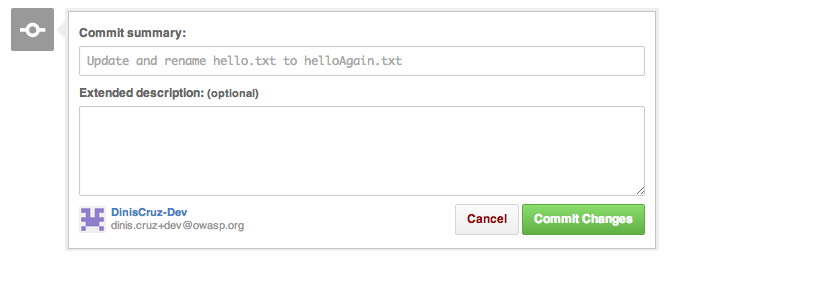 Commit summary:
Update and rename hello.txt to helloAgain.txt
Extended description: (optional)
DinisCruz-Dev
dinis.cruz+dev@owasp.org
Cancel
Commit Changes